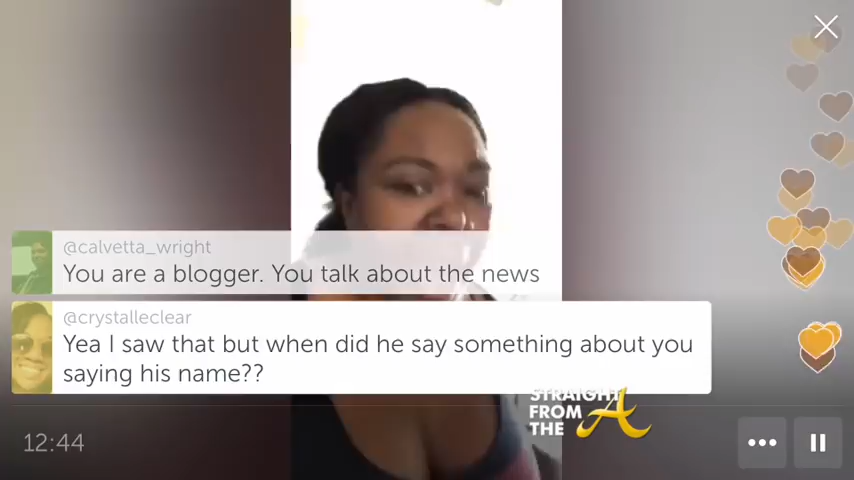 @calvetta_wright
You are a blogger. You talk about the news
@crystalleclear
Yea I saw that but when did he say something about you
saying his name??
STRAIGHT
FROM
THE A
12:44